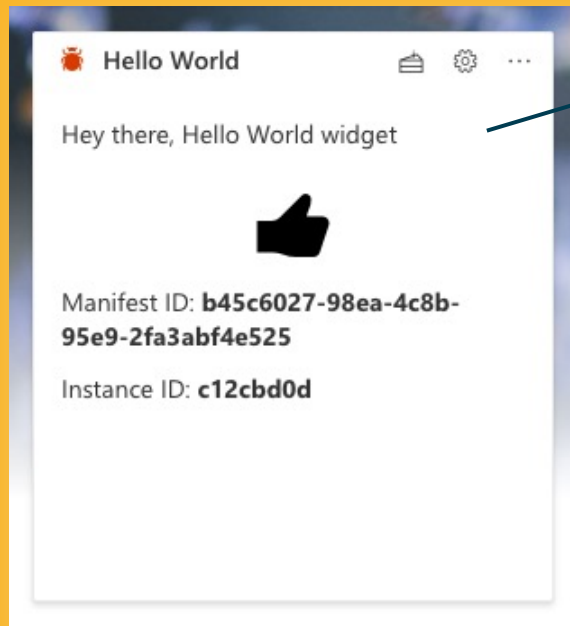 Hello World
Hey there, Hello World widget
Manifest ID: b45c6027-98ea-4c8b-
95e9-2fa3abf4e525
Instance ID: c12cbd0d